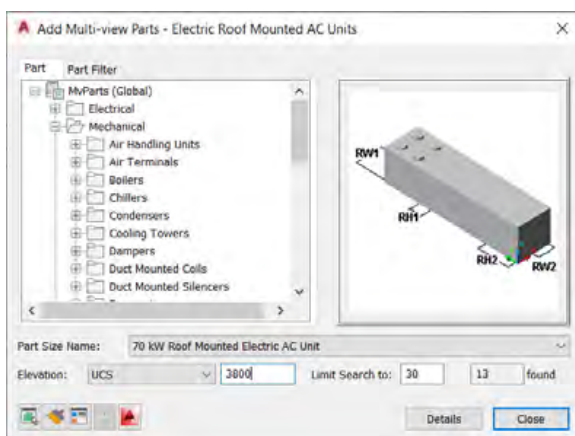 Add Multi-view Parts - Electric Roof Mounted AC Units
Part Part Filter
MvParts (Global)
Electrical
Mechanical
Air Handling Units
Air Terminals
Boilers
Chillers
Condensers
Cooling Towers
Dampers
Duct Mounted Coils
Duct Mounted Silencers
RW1
RH1
RH2
RW2
Part Size Name: 70 kW Roof Mounted Electric AC Unit
Elevation: UCS 3800 Limit Search to: 30 13 found
Details Close